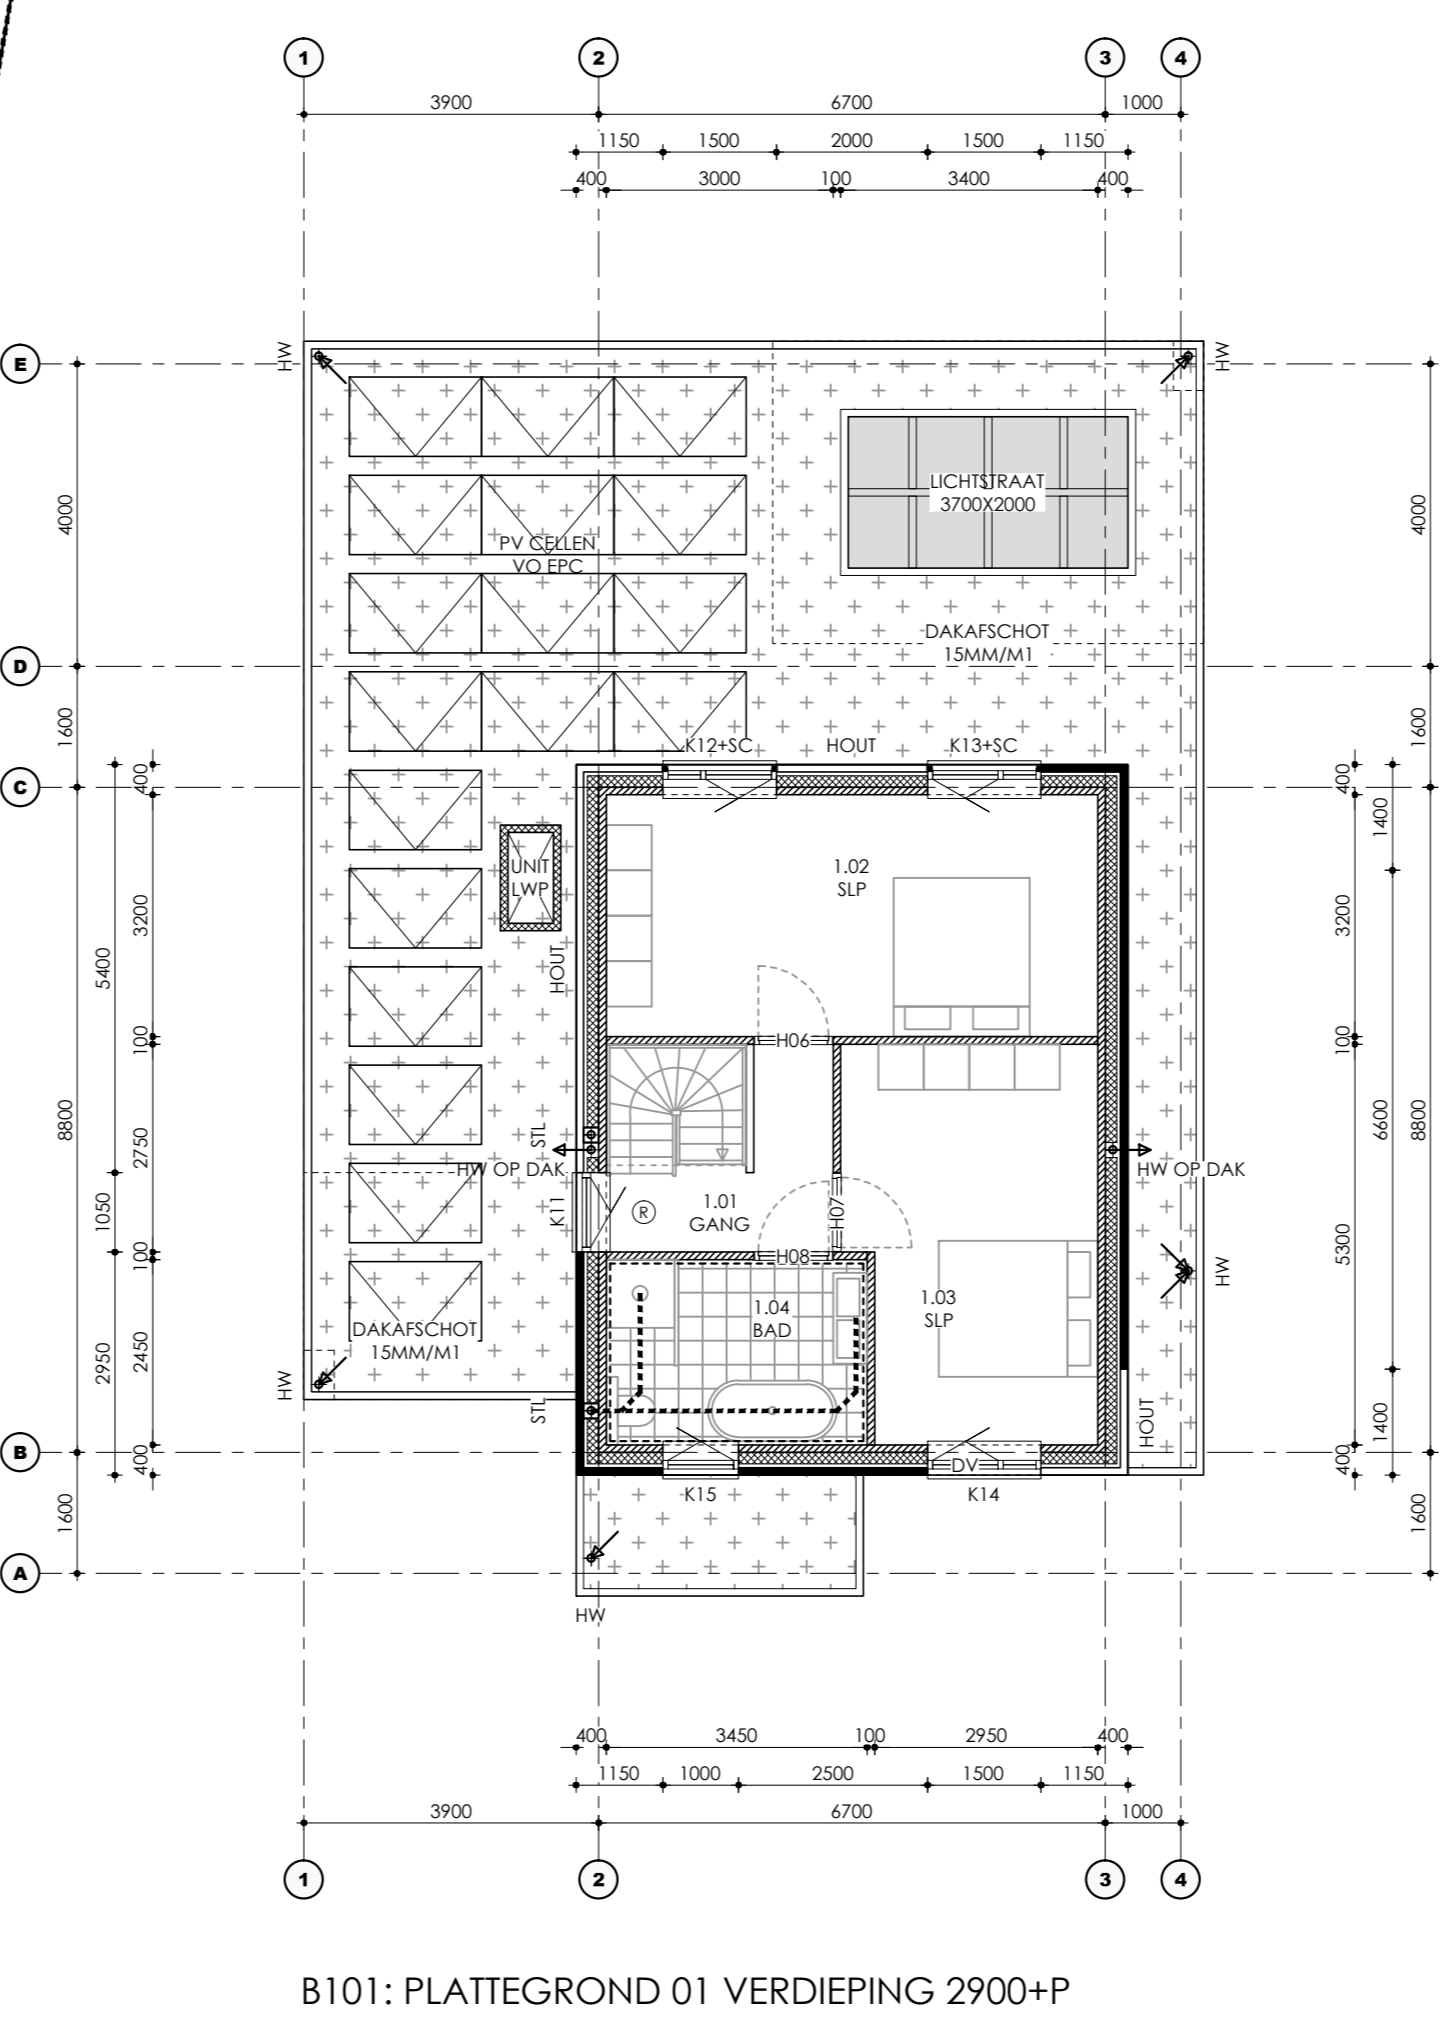 1 2 3 4
3900 6700 1000
1150 1500 2000 1500 1150
400 3000 100 3400 400
HW HW
E
4000 4000
LICHTSTRAAT
3700X2000
PV CELLEN
VO EPC
DAKAFSCHOT
15MM/M1
D
1600 1600
K12+SC HOUT K13+SC
400 400
C
1400
UNIT
LWP
1.02
SLP
3200 3200
5400
HOUT
100 H06 100
8800 2750 6600 8800
STL
HW OP DAK HW OP DAK
1050 K11 R
1.01
GANG
H07
100 H08 5300
HW
1.04
BAD
1.03
SLP
DAKAFSCHOT
15MM/M1
2950 2450
HW STL HOUT 1400
B
400 DV 400
K15 K14
1600 1600
A
HW
400 3450 100 2950 400
1150 1000 2500 1500 1150
3900 6700 1000
1 2 3 4
B101: PLATTEGROND 01 VERDIEPING 2900+P